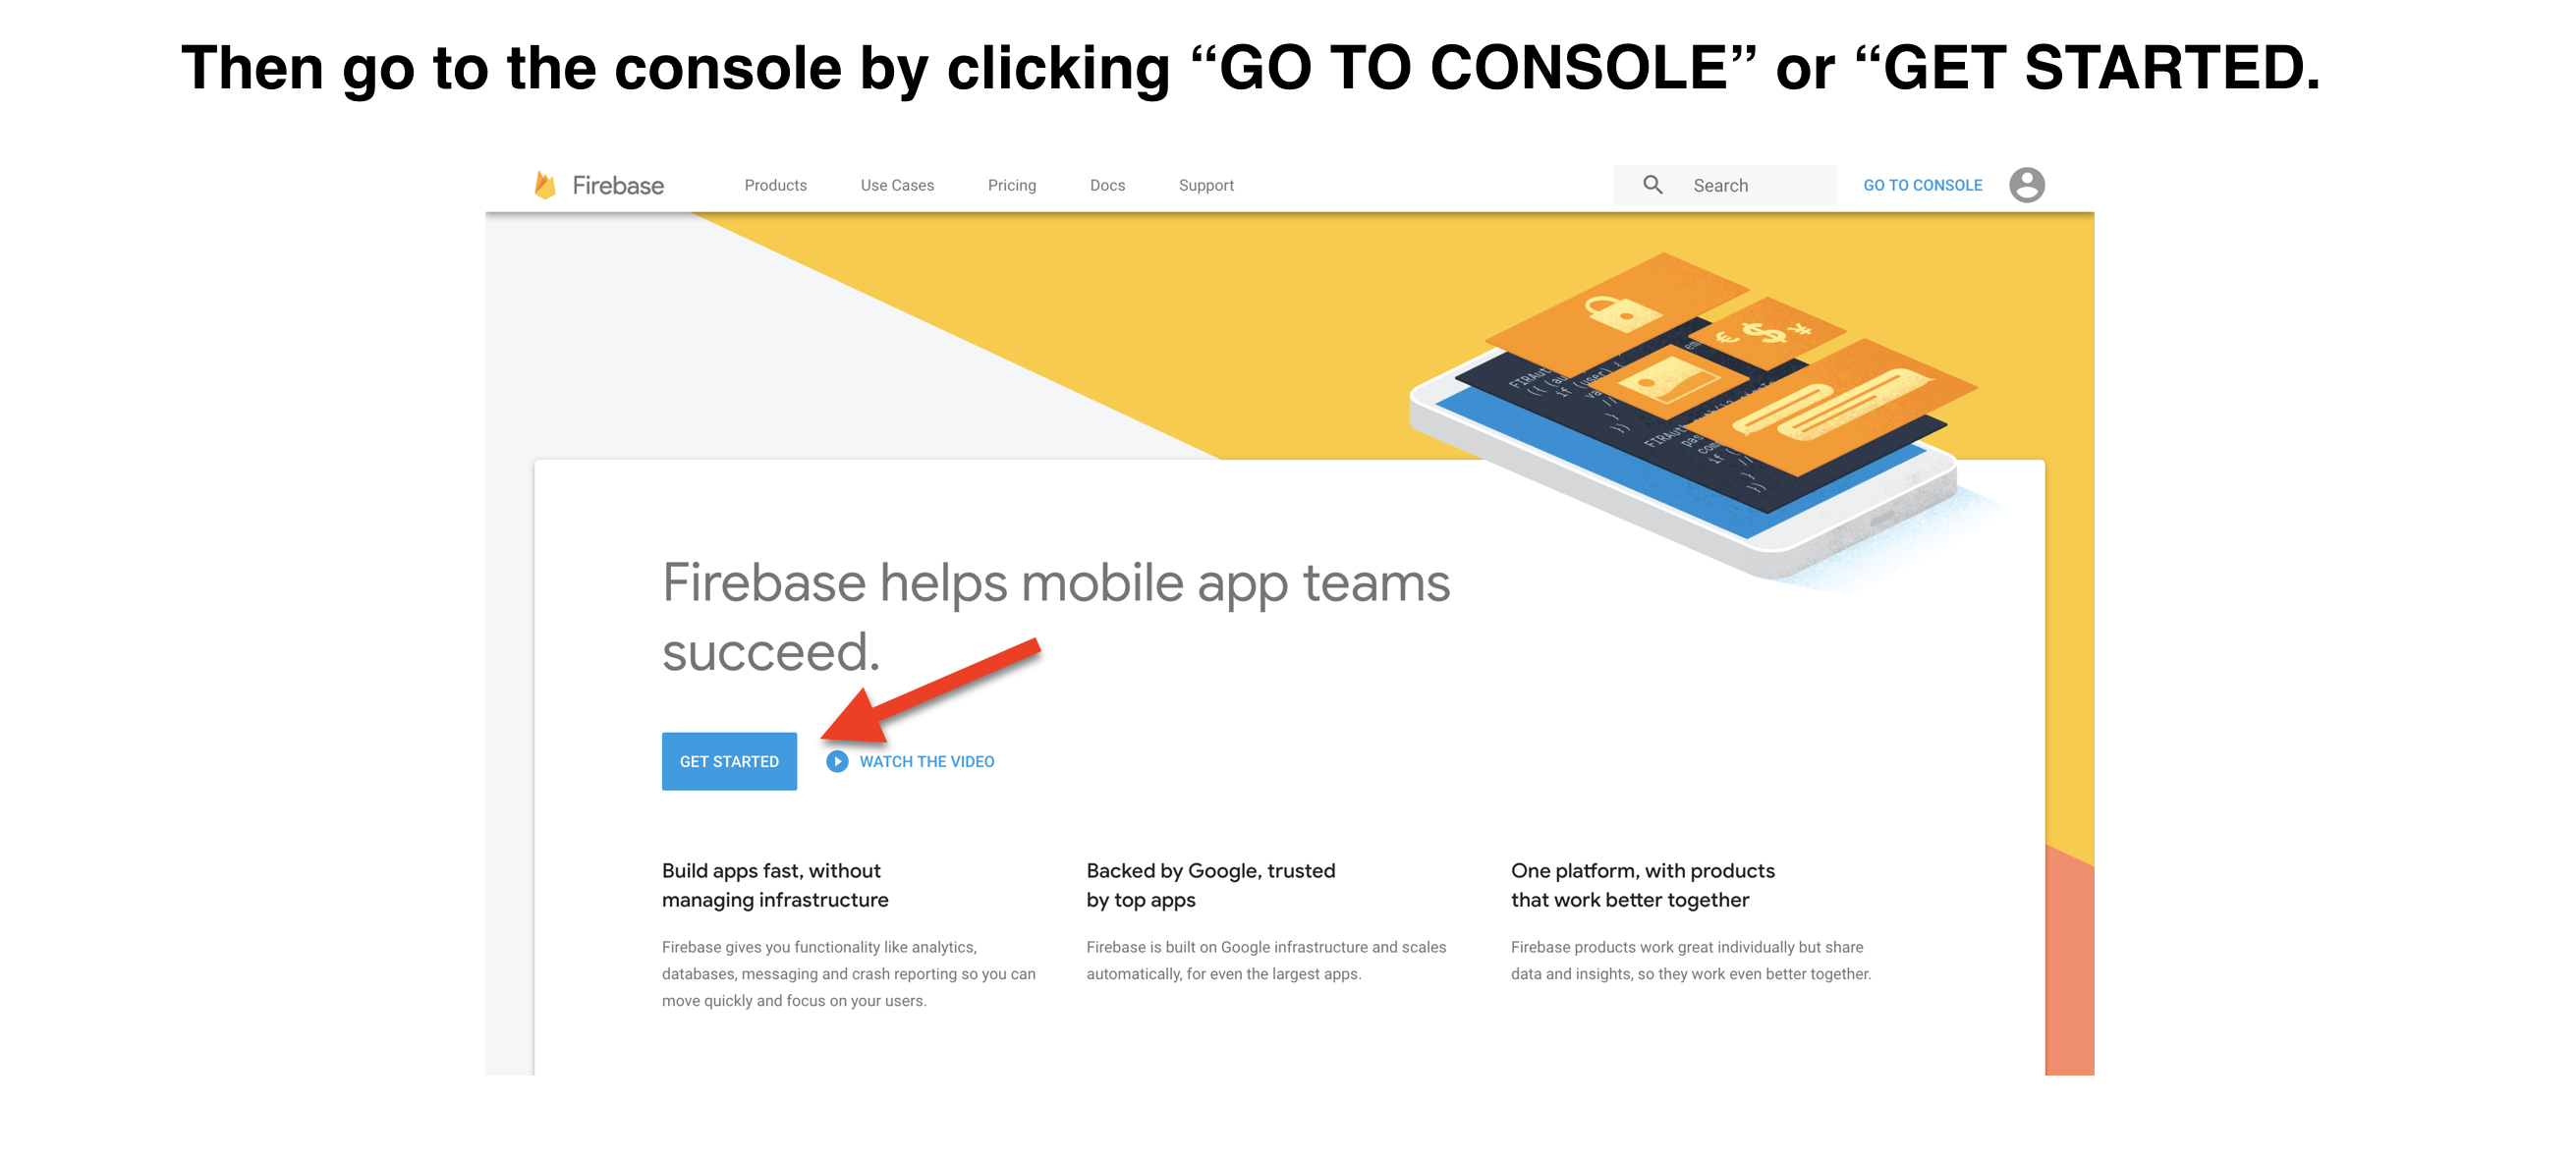 Then go to the console by clicking “GO TO CONSOLE” or “GET STARTED.
Firebase Products Use Cases Pricing Docs Support Search GO TO CONSOLE
Firebase helps mobile app teams
succeed.
GET STARTED WATCH THE VIDEO
Build apps fast, without
managing infrastructure
Firebase gives you functionality like analytics,
databases, messaging and crash reporting so you can
move quickly and focus on your users.
Backed by Google, trusted
by top apps
Firebase is built on Google infrastructure and scales
automatically, for even the largest apps.
One platform, with products
that work better together
Firebase products work great individually but share
data and insights, so they work even better together.